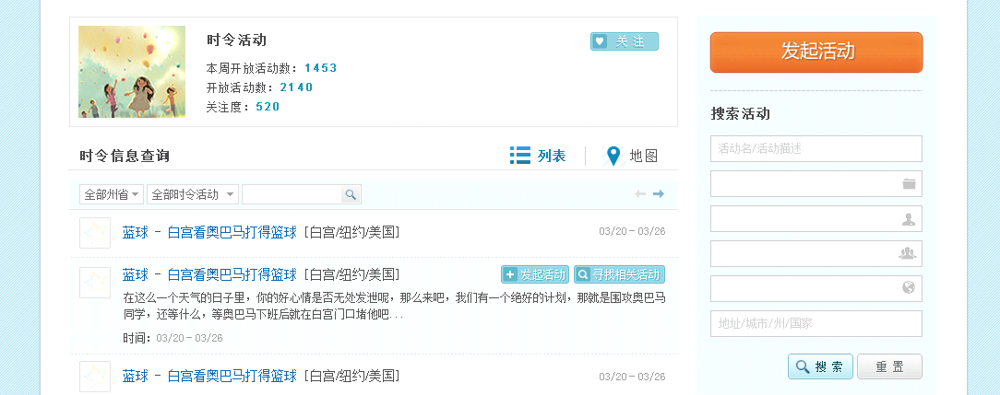 时令活动
关注
本周开放活动数：1453
开放活动数：2140
关注度：520
时令信息查询
列表
地图
全部州省
全部时令活动
蓝球 - 白宫看奥巴马打得篮球 [白宫/纽约/美国]
03/20 - 03/26
蓝球 - 白宫看奥巴马打得篮球 [白宫/纽约/美国]
发起活动
寻找相关活动
在这么一个天气的日子里，你的好心情是否无处发泄呢，那么来吧，我们有一个绝好的计划，那就是围攻奥巴马
同学，还等什么，等奥巴马下班后就在白宫门口堵他吧...
时间：03/20 - 03/26
蓝球 - 白宫看奥巴马打得篮球 [白宫/纽约/美国]
03/20 - 03/26
发起活动
搜索活动
活动名/活动描述
地址/城市/州/国家
搜索
重置